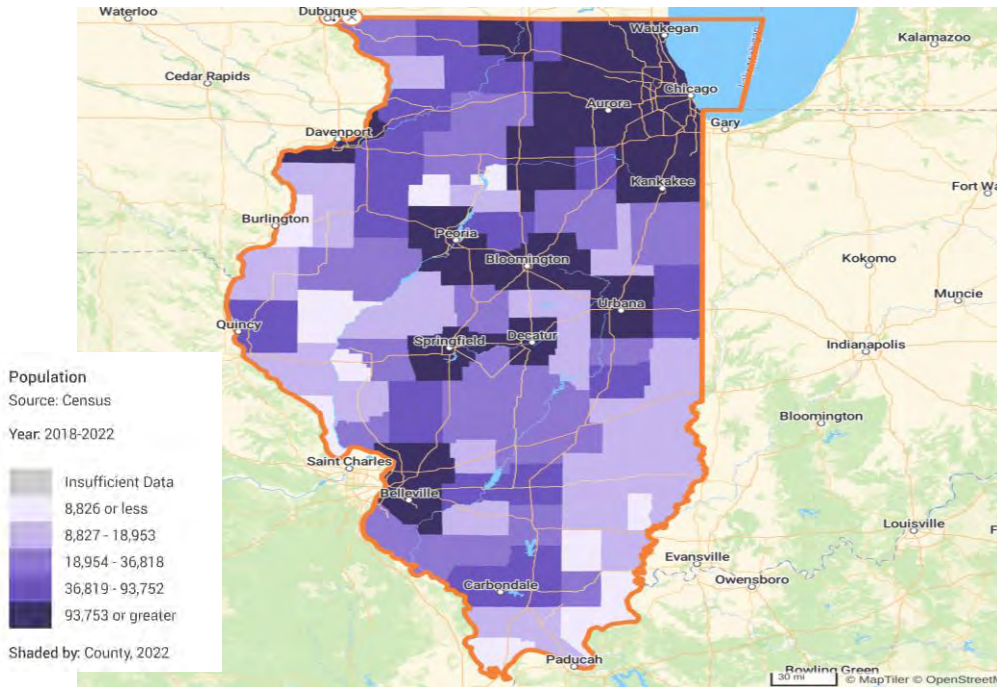 Waterloo
Dubuque
Waukegan
Kalamazoo
Cedar Rapids
Chicago
Aurora
Gary
Davenport
Kankakee
Fort Wa
Burlington
Peoria
Bloomington
Kokomo
Muncie
Urbana
Quincy
Springfield
Decatur
Indianapolis
Population
Source: Census
Year: 2018-2022
Insufficient Data
8,826 or less
8,827 - 18,953
18,954 - 36,818
36,819 - 93,752
93,753 or greater
Shaded by: County, 2022
Bloomington
Saint Charles
Belleville
Louisville
F
Evansville
Owensboro
Carbondale
Paducah
Bowling Green
30 mi
© MapTiler © OpenStreetM